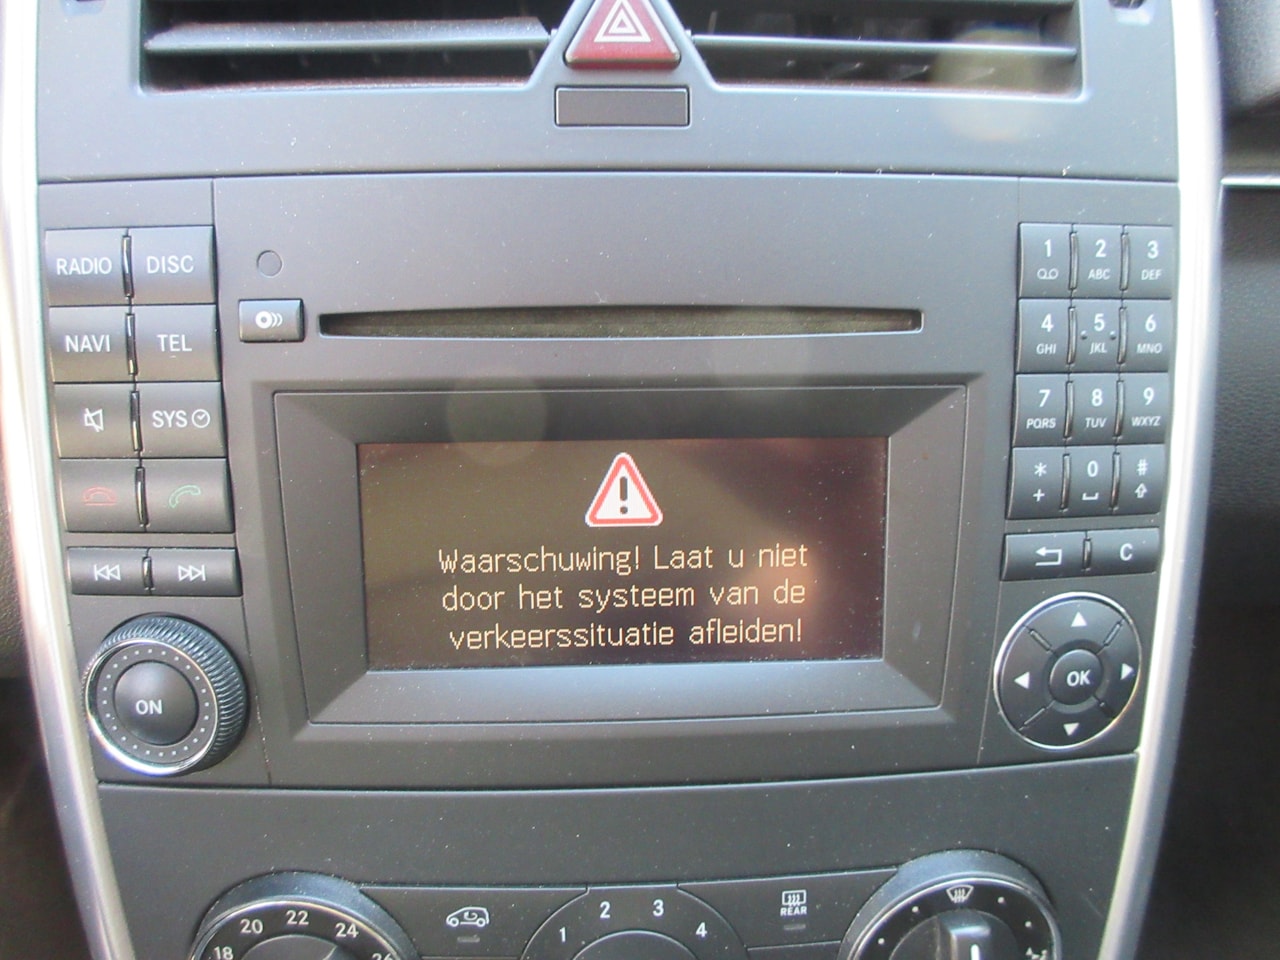 RADIO DISC
NAVI TEL
SYS
ON
Waarschuwing! Laat u niet
door het systeem van de
verkeerssituatie afleiden!
1 2 3
ABC DEF
4 5 6
GHI JKL MNO
7 8 9
PQRS TUV WXYZ
* 0 #
+
C
OK
18 20 22 24 26
1 2 3 4
REAR